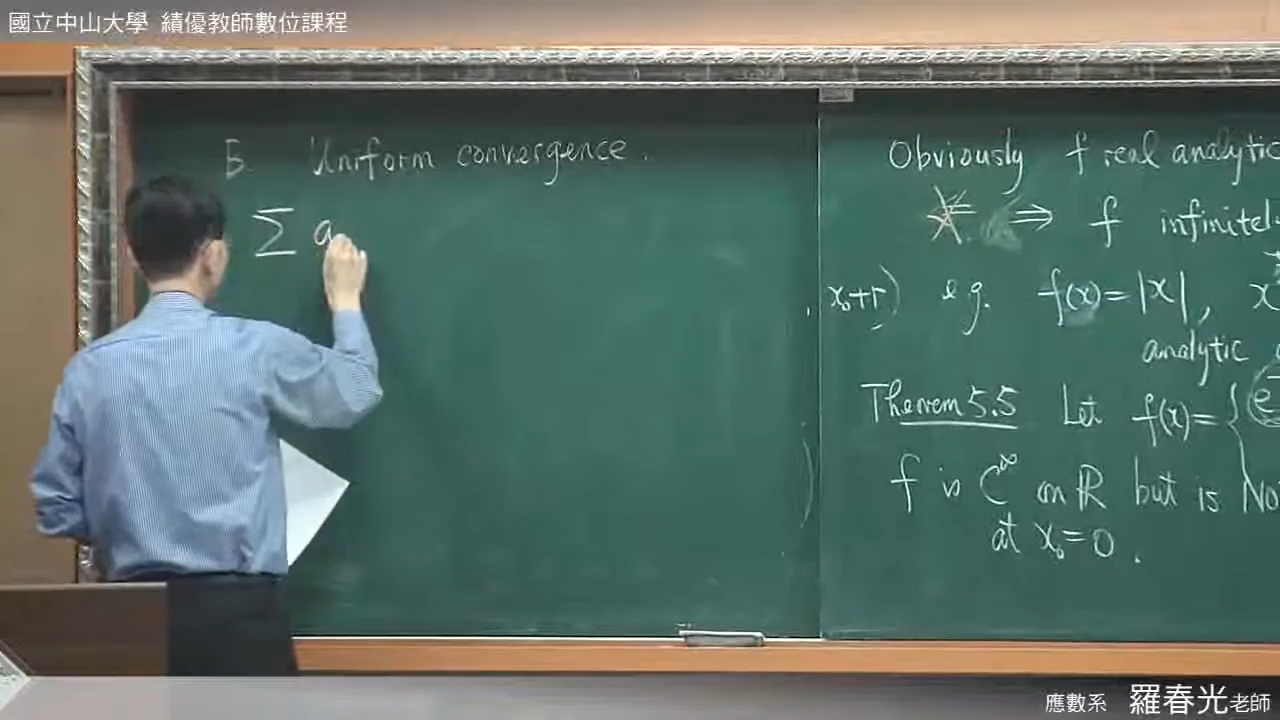 國立中山大學 績優教師數位課程
B. Uniform convergence.
∑ a
Obviously f real analytic
⇒ f infinitel
, x₀+r) e.g. f(x)=|x|, x
analytic
Theorem 5.5 Let f(x)={
f is C^∞ on ℝ but is No
at x₀=0.
應數系 羅春光老師